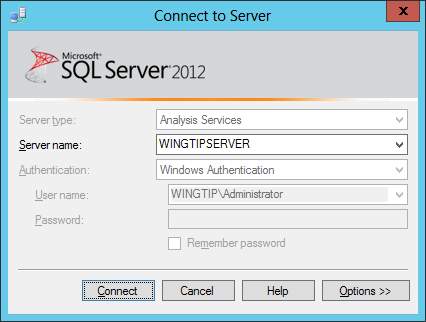 Connect to Server
x
Microsoft
SQL Server 2012
Server type: Analysis Services
Server name: WINGTIPSERVER
Authentication: Windows Authentication
User name: WINGTIP\Administrator
Password:
Remember password
Connect Cancel Help Options >>